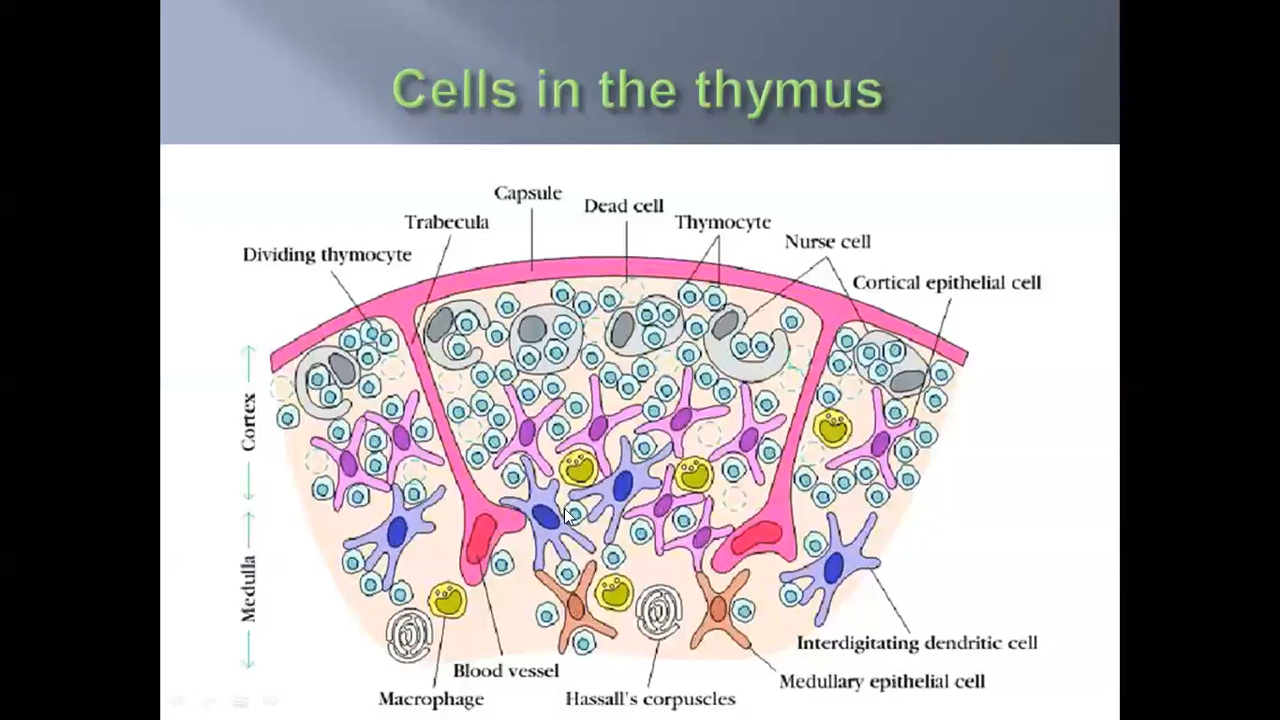 Cells in the thymus
Capsule
Dead cell
Trabecula
Thymocyte
Nurse cell
Dividing thymocyte
Cortical epithelial cell
Cortex
Medulla
Interdigitating dendritic cell
Blood vessel
Medullary epithelial cell
Macrophage
Hassall's corpuscles